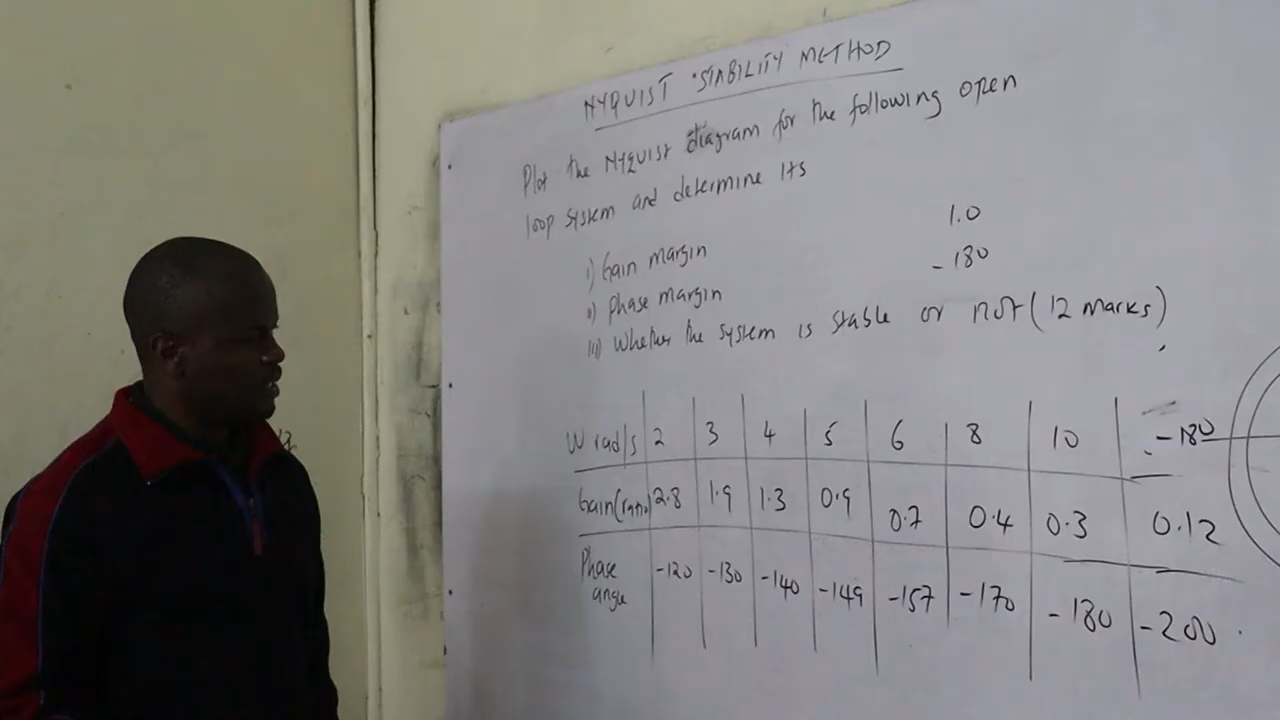 NYQUIST STABILITY METHOD
Plot the NYQUIST diagram for the following open
loop system and determine its
i) Gain margin
1.0
ii) Phase margin
-180
iii) Whether the system is stable or not (12 marks)
W rad/s 2 3 4 5 6 8 10 -180
Gain(ratio) 2.8 1.9 1.3 0.9 0.7 0.4 0.3 0.12
Phase angle -120 -130 -140 -149 -157 -170 -180 -200